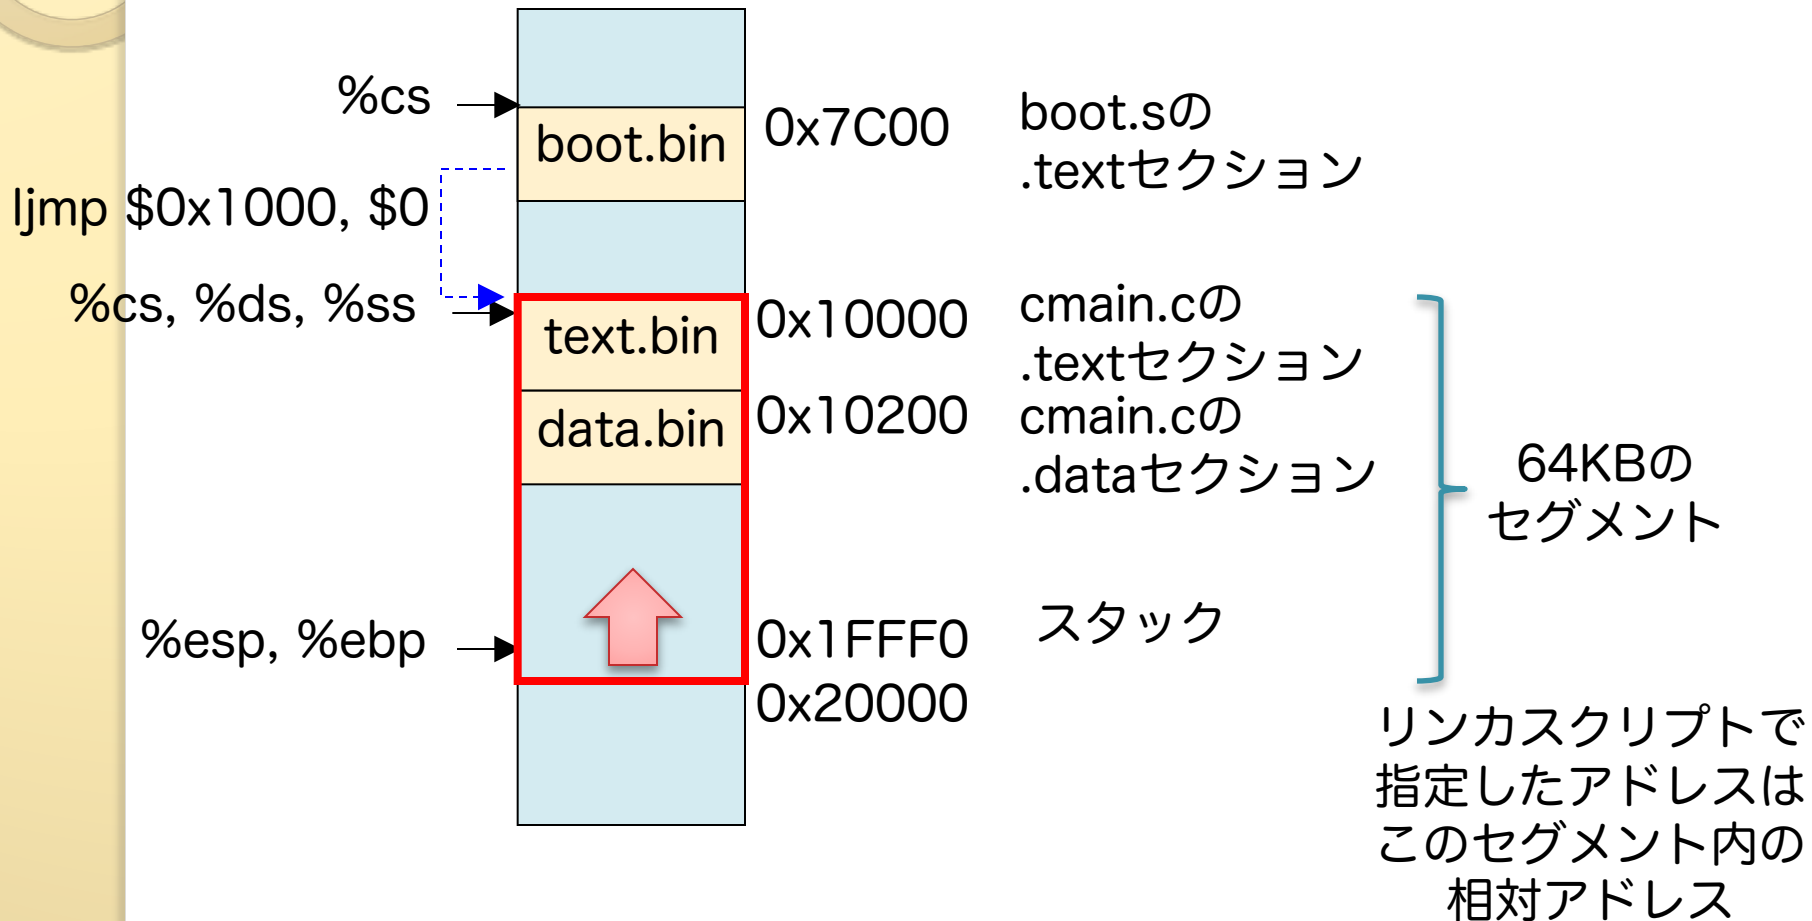 %cs
boot.bin
0x7C00
boot.sの
.textセクション
ljmp $0x1000, $0
%cs, %ds, %ss
text.bin
0x10000
cmain.cの
.textセクション
data.bin
0x10200
cmain.cの
.dataセクション
64KBの
セグメント
%esp, %ebp
0x1FFF0
スタック
0x20000
リンカスクリプトで
指定したアドレスは
このセグメント内の
相対アドレス